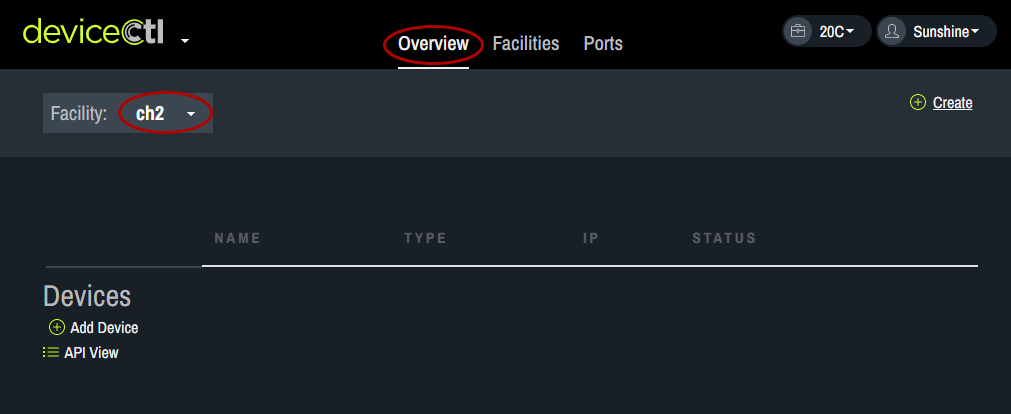 devicectl
Overview Facilities Ports
20C Sunshine
Facility: ch2
Create
NAME TYPE IP STATUS
Devices
Add Device
API View